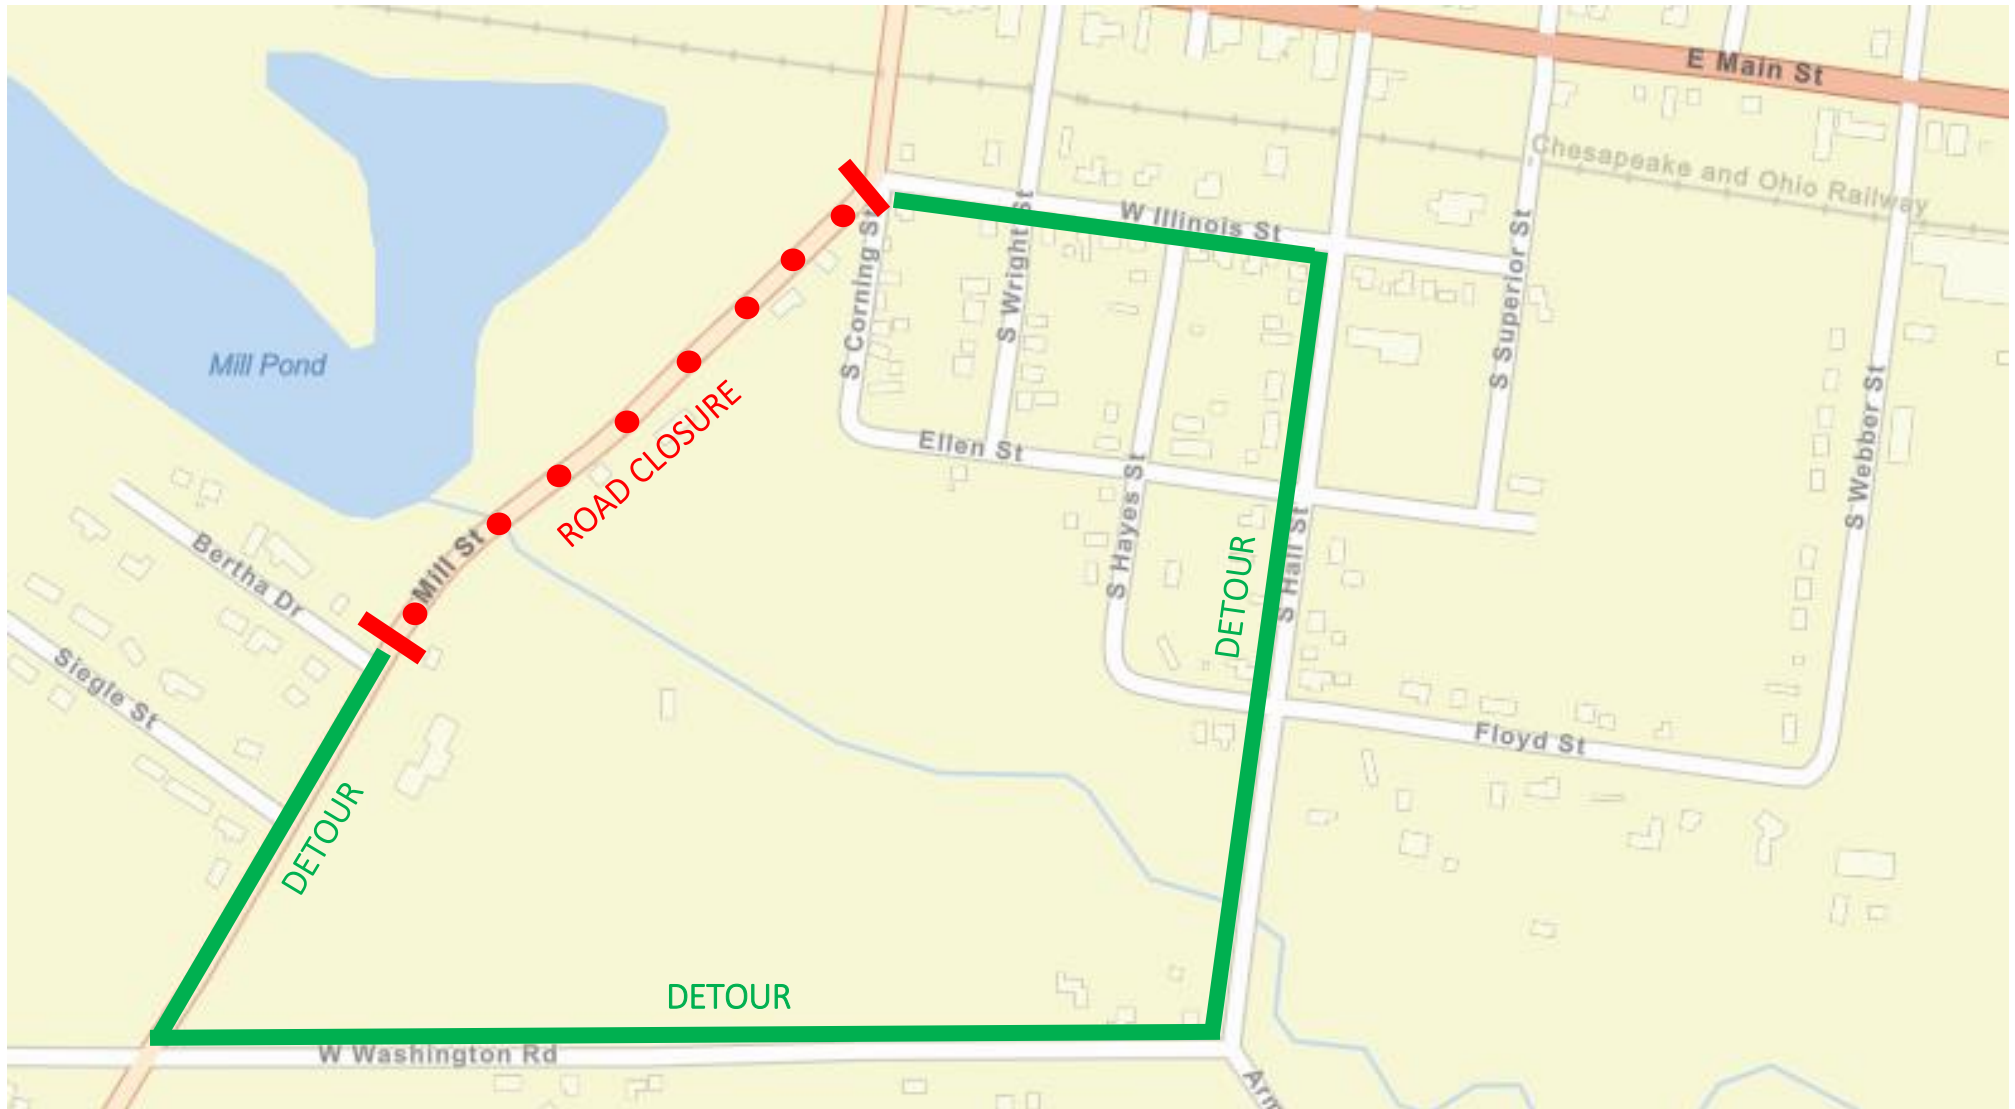 E Main St
Chesapeake and Ohio Railway
W Illinois St
S Corning St
S Wright St
S Superior St
Mill Pond
ROAD CLOSURE
S Webber St
Ellen St
S Hayes St
Mill St
Bertha Dr
DETOUR
S Hall St
Siegle St
Floyd St
DETOUR
DETOUR
W Washington Rd
Arm